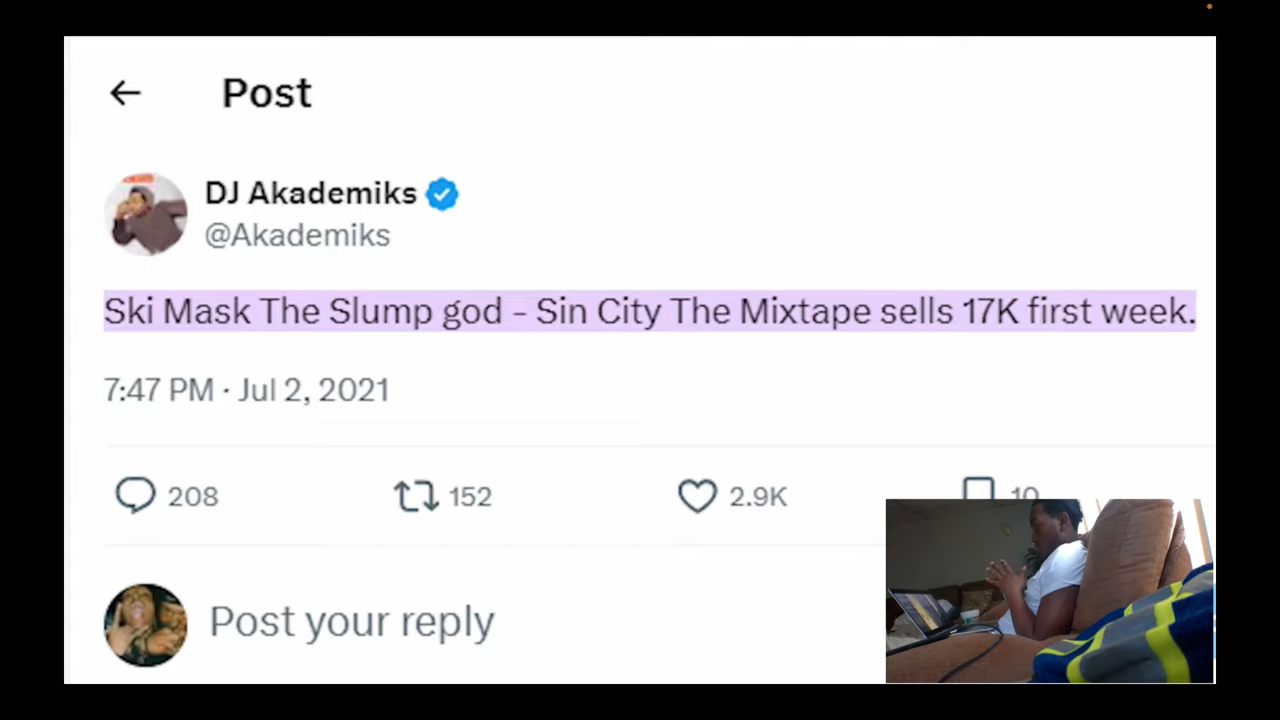 Post
DJ Akademiks
@Akademiks
Ski Mask The Slump god - Sin City The Mixtape sells 17K first week.
7:47 PM · Jul 2, 2021
208 152 2.9K 10
Post your reply